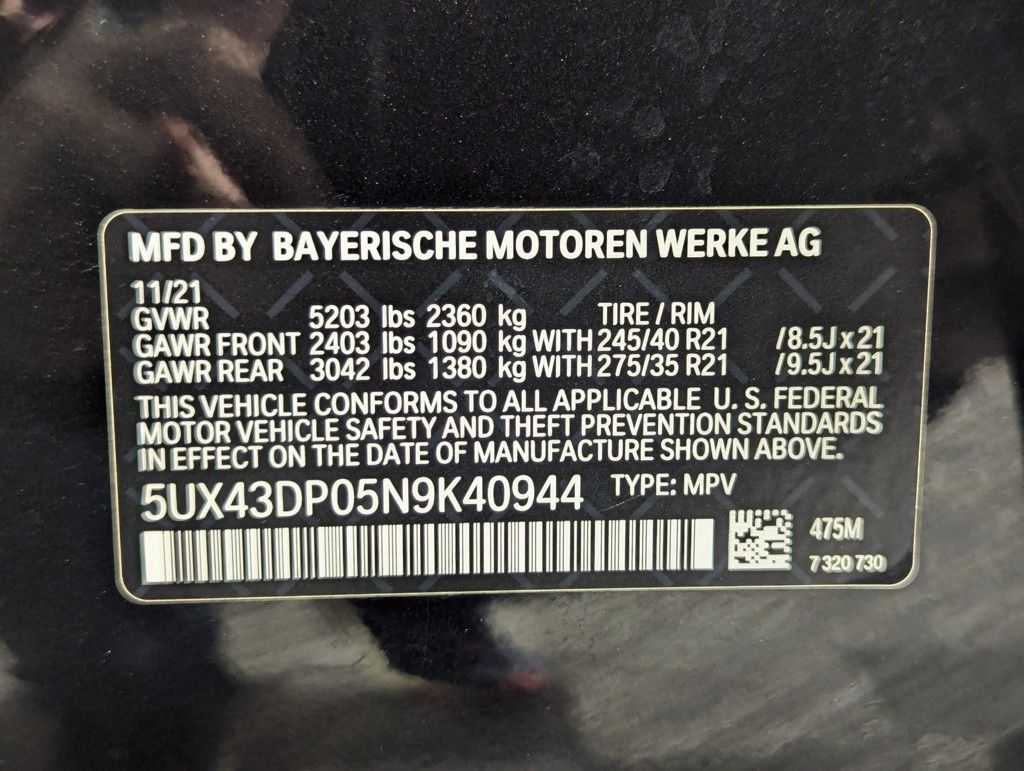 MFD BY BAYERISCHE MOTOREN WERKE AG
11/21
GVWR 5203 lbs 2360 kg TIRE / RIM
GAWR FRONT 2403 lbs 1090 kg WITH 245/40 R21 /8.5J x 21
GAWR REAR 3042 lbs 1380 kg WITH 275/35 R21 /9.5J x 21
THIS VEHICLE CONFORMS TO ALL APPLICABLE U. S. FEDERAL
MOTOR VEHICLE SAFETY AND THEFT PREVENTION STANDARDS
IN EFFECT ON THE DATE OF MANUFACTURE SHOWN ABOVE.
5UX43DP05N9K40944 TYPE: MPV
475M
7 320 730